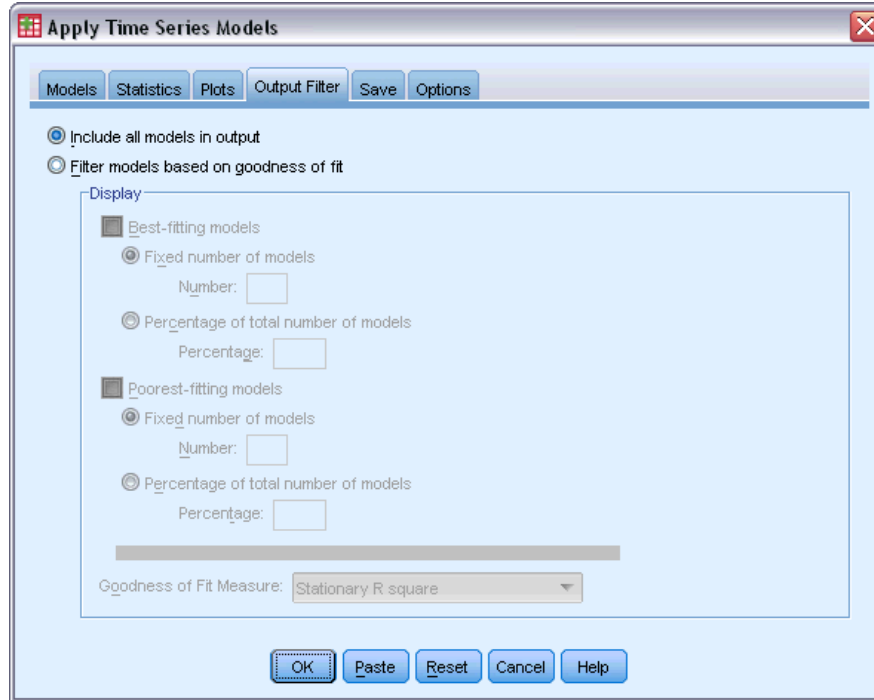 Apply Time Series Models
Models Statistics Plots Output Filter Save Options
Include all models in output
Filter models based on goodness of fit
Display
Best-fitting models
Fixed number of models
Number:
Percentage of total number of models
Percentage:
Poorest-fitting models
Fixed number of models
Number:
Percentage of total number of models
Percentage:
Goodness of Fit Measure: Stationary R square
OK Paste Reset Cancel Help